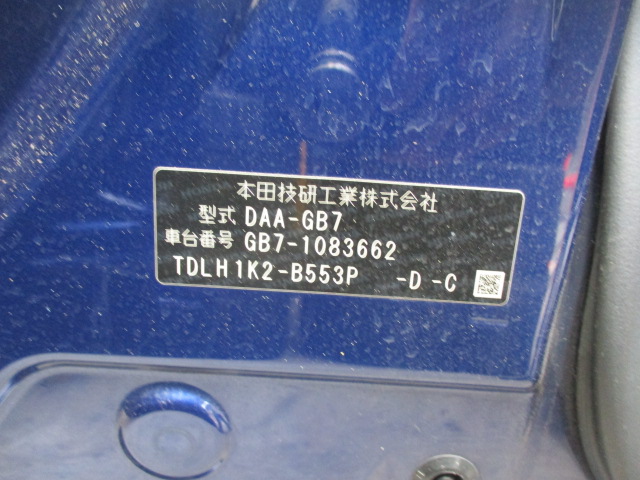 本田技研工業株式会社
型式 DAA-GB7
車台番号 GB7-1083662
TDLH1K2-B553P -D -C